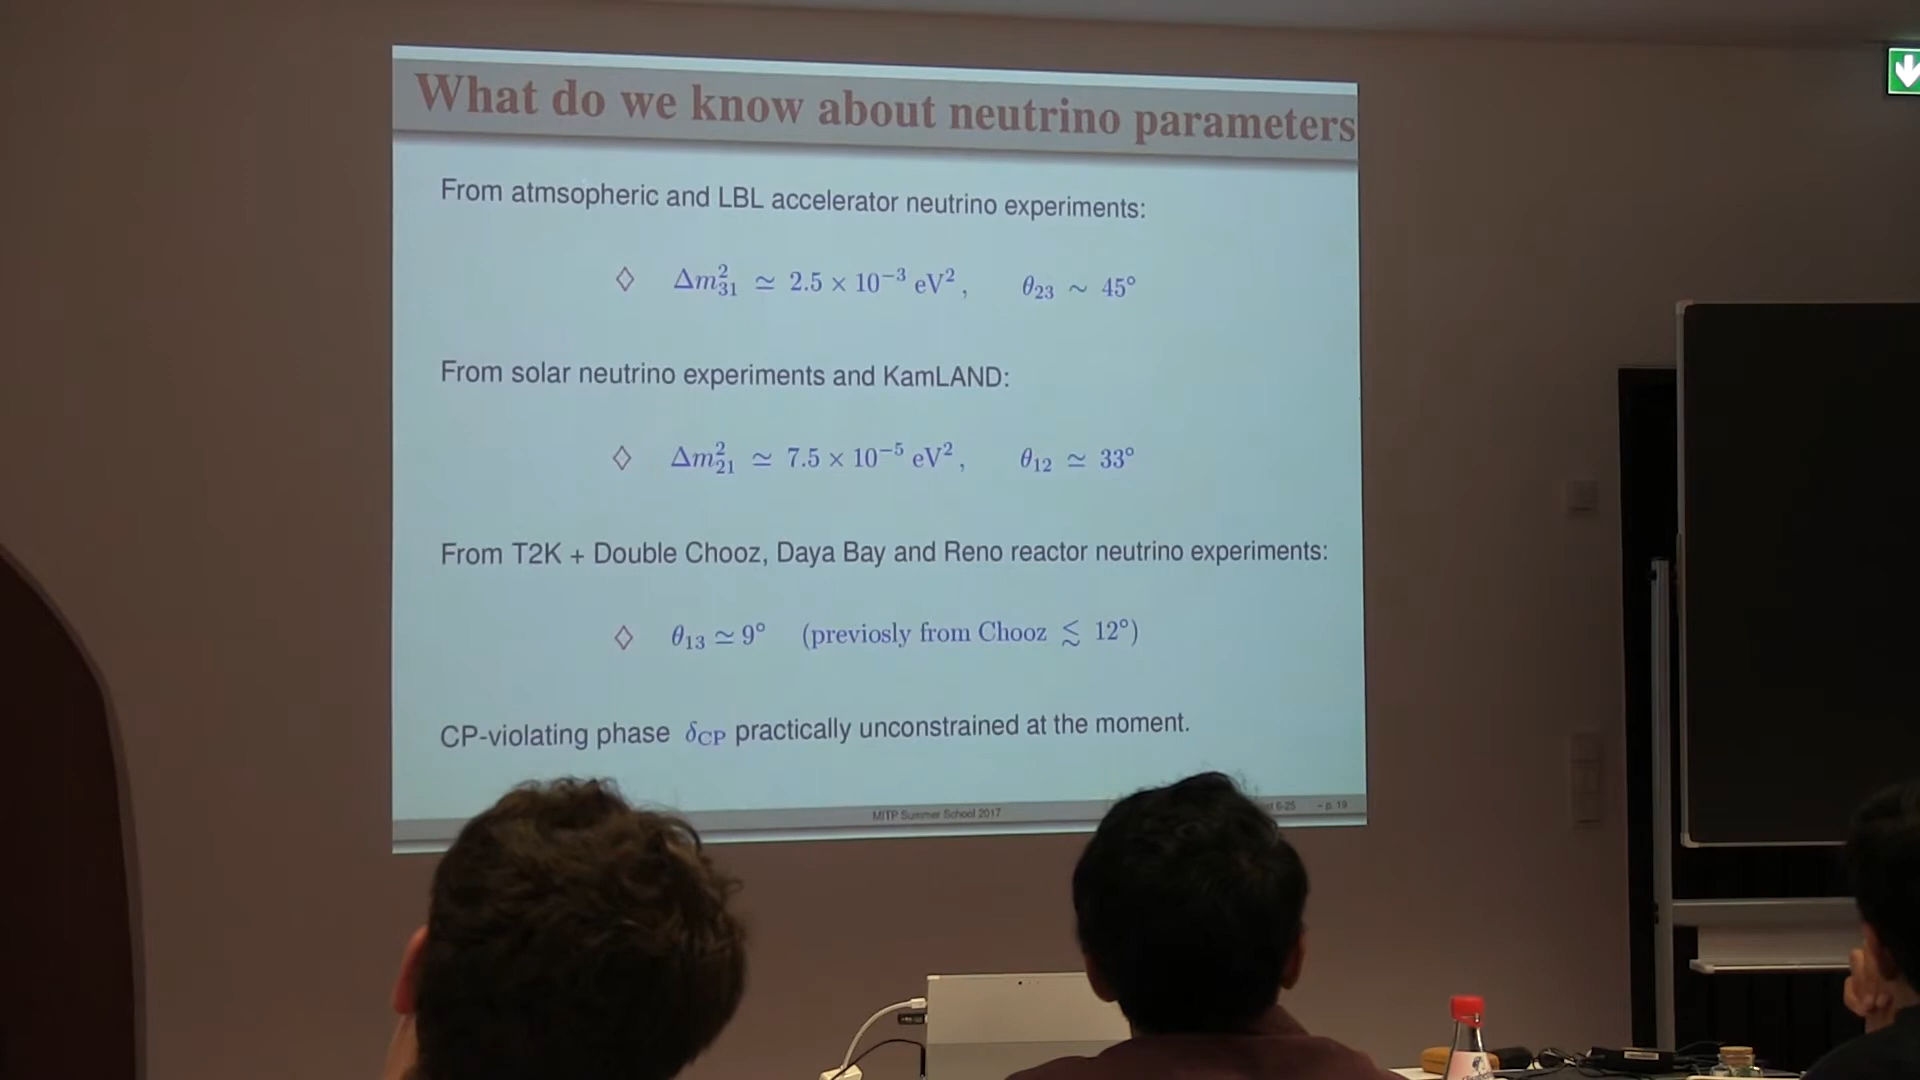 What do we know about neutrino parameters
From atmsopheric and LBL accelerator neutrino experiments:
◇ Δm²₃₁ ≃ 2.5 × 10⁻³ eV², θ₂₃ ∼ 45°
From solar neutrino experiments and KamLAND:
◇ Δm²₂₁ ≃ 7.5 × 10⁻⁵ eV², θ₁₂ ≃ 33°
From T2K + Double Chooz, Daya Bay and Reno reactor neutrino experiments:
◇ θ₁₃ ≃ 9° (previosly from Chooz ≲ 12°)
CP-violating phase δCP practically unconstrained at the moment.
MITP Summer School 2017 6-25 – p. 19